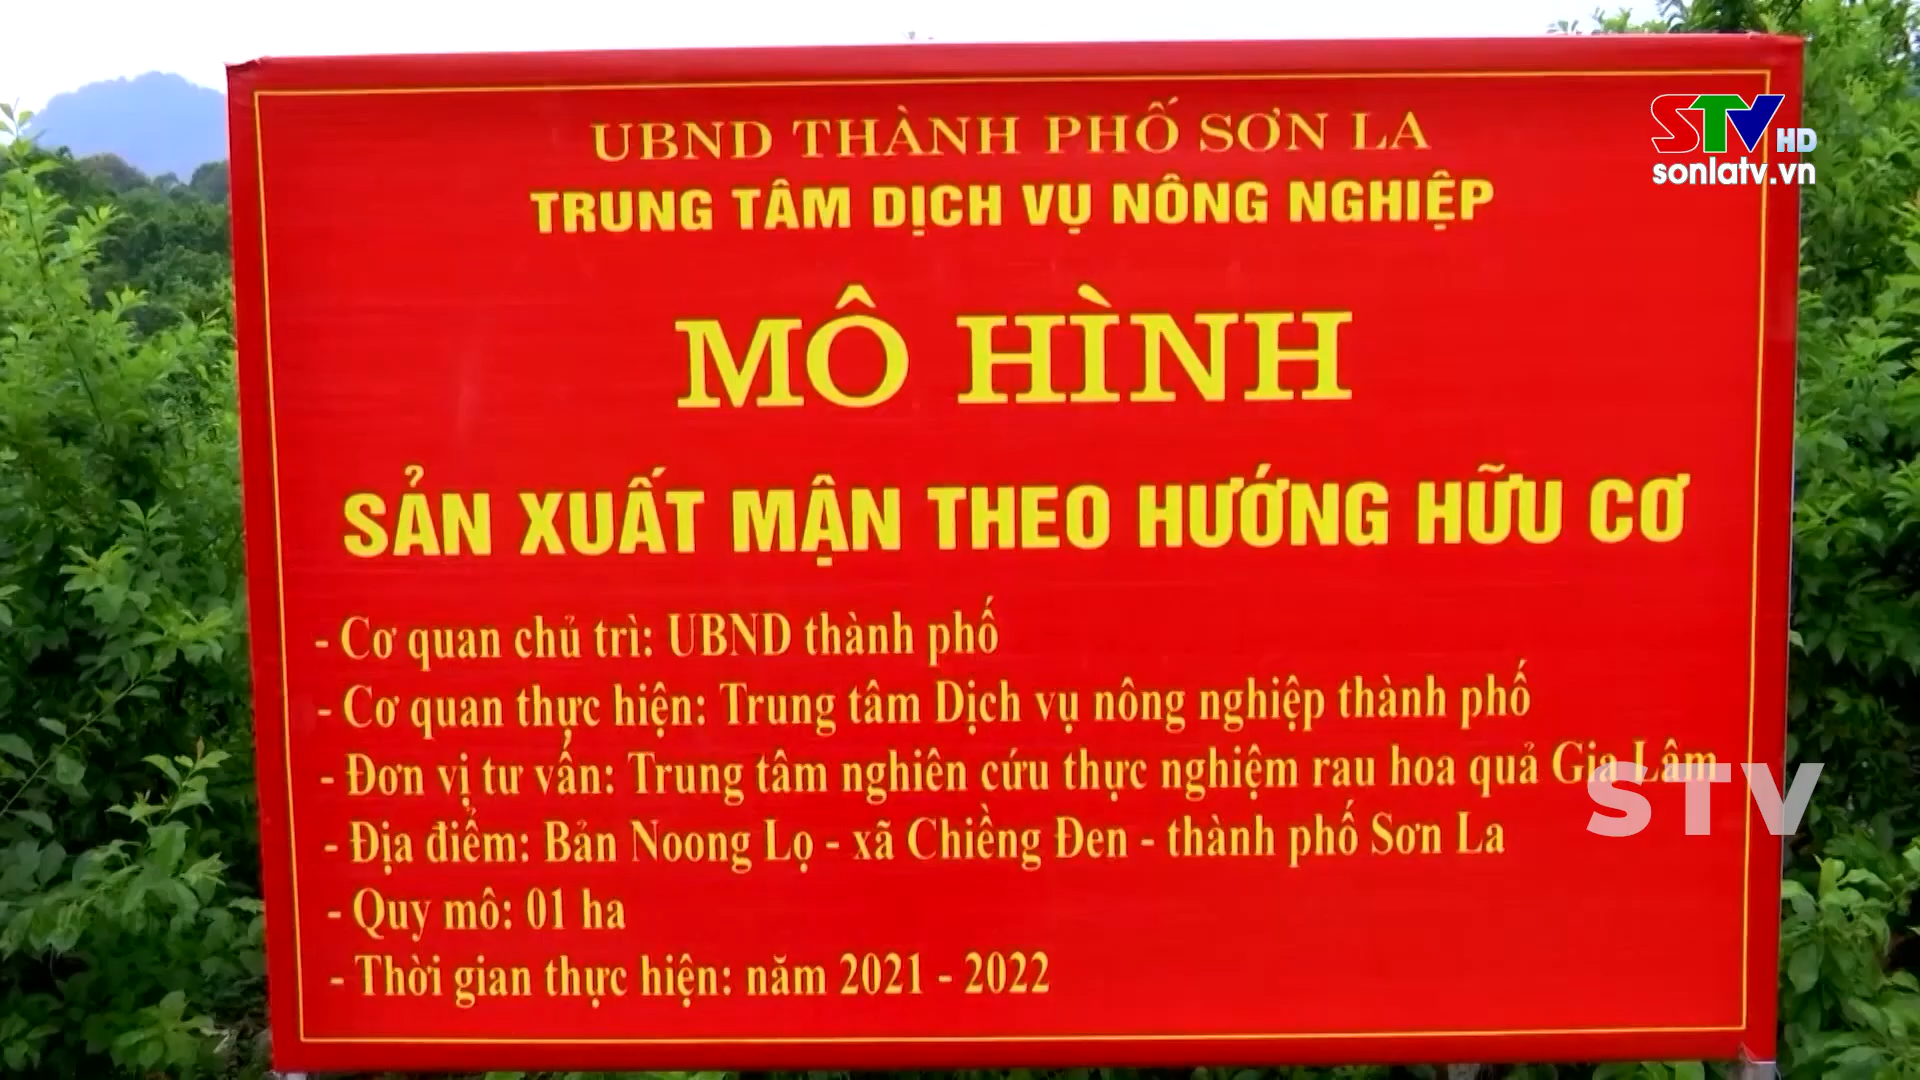 UBND THÀNH PHỐ SƠN LA
TRUNG TÂM DỊCH VỤ NÔNG NGHIỆP
MÔ HÌNH
SẢN XUẤT MẬN THEO HƯỚNG HỮU CƠ
- Cơ quan chủ trì: UBND thành phố
- Cơ quan thực hiện: Trung tâm Dịch vụ nông nghiệp thành phố
- Đơn vị tư vấn: Trung tâm nghiên cứu thực nghiệm rau hoa quả Gia Lâm
- Địa điểm: Bản Noong Lọ - xã Chiềng Đen - thành phố Sơn La
- Quy mô: 01 ha
- Thời gian thực hiện: năm 2021 - 2022
STV HD
sonlatv.vn
STV